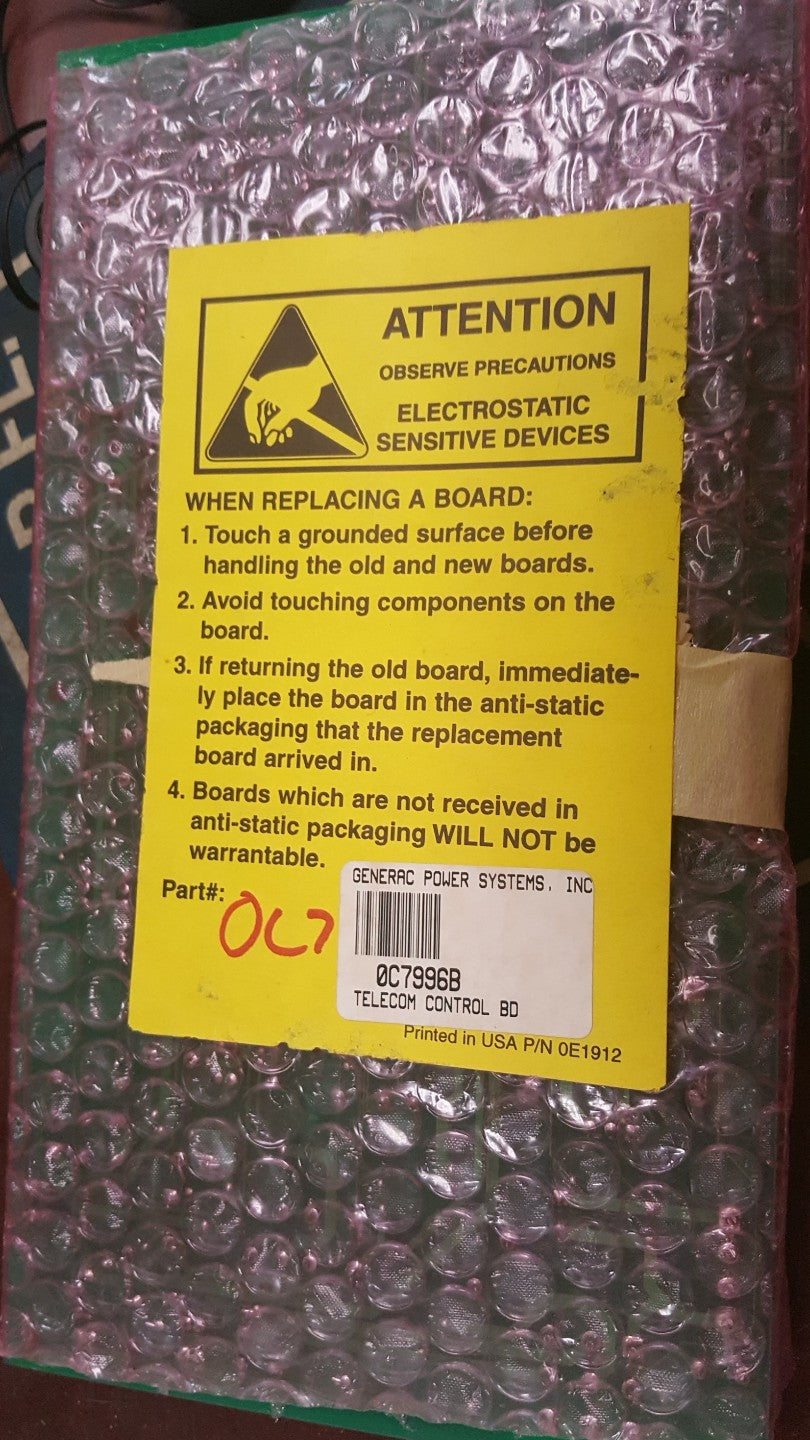 ATTENTION
OBSERVE PRECAUTIONS
ELECTROSTATIC
SENSITIVE DEVICES
WHEN REPLACING A BOARD:
1. Touch a grounded surface before
handling the old and new boards.
2. Avoid touching components on the
board.
3. If returning the old board, immediate-
ly place the board in the anti-static
packaging that the replacement
board arrived in.
4. Boards which are not received in
anti-static packaging WILL NOT be
warrantable.
Part#:
0C7
GENERAC POWER SYSTEMS, INC
0C7996B
TELECOM CONTROL BD
Printed in USA P/N 0E1912